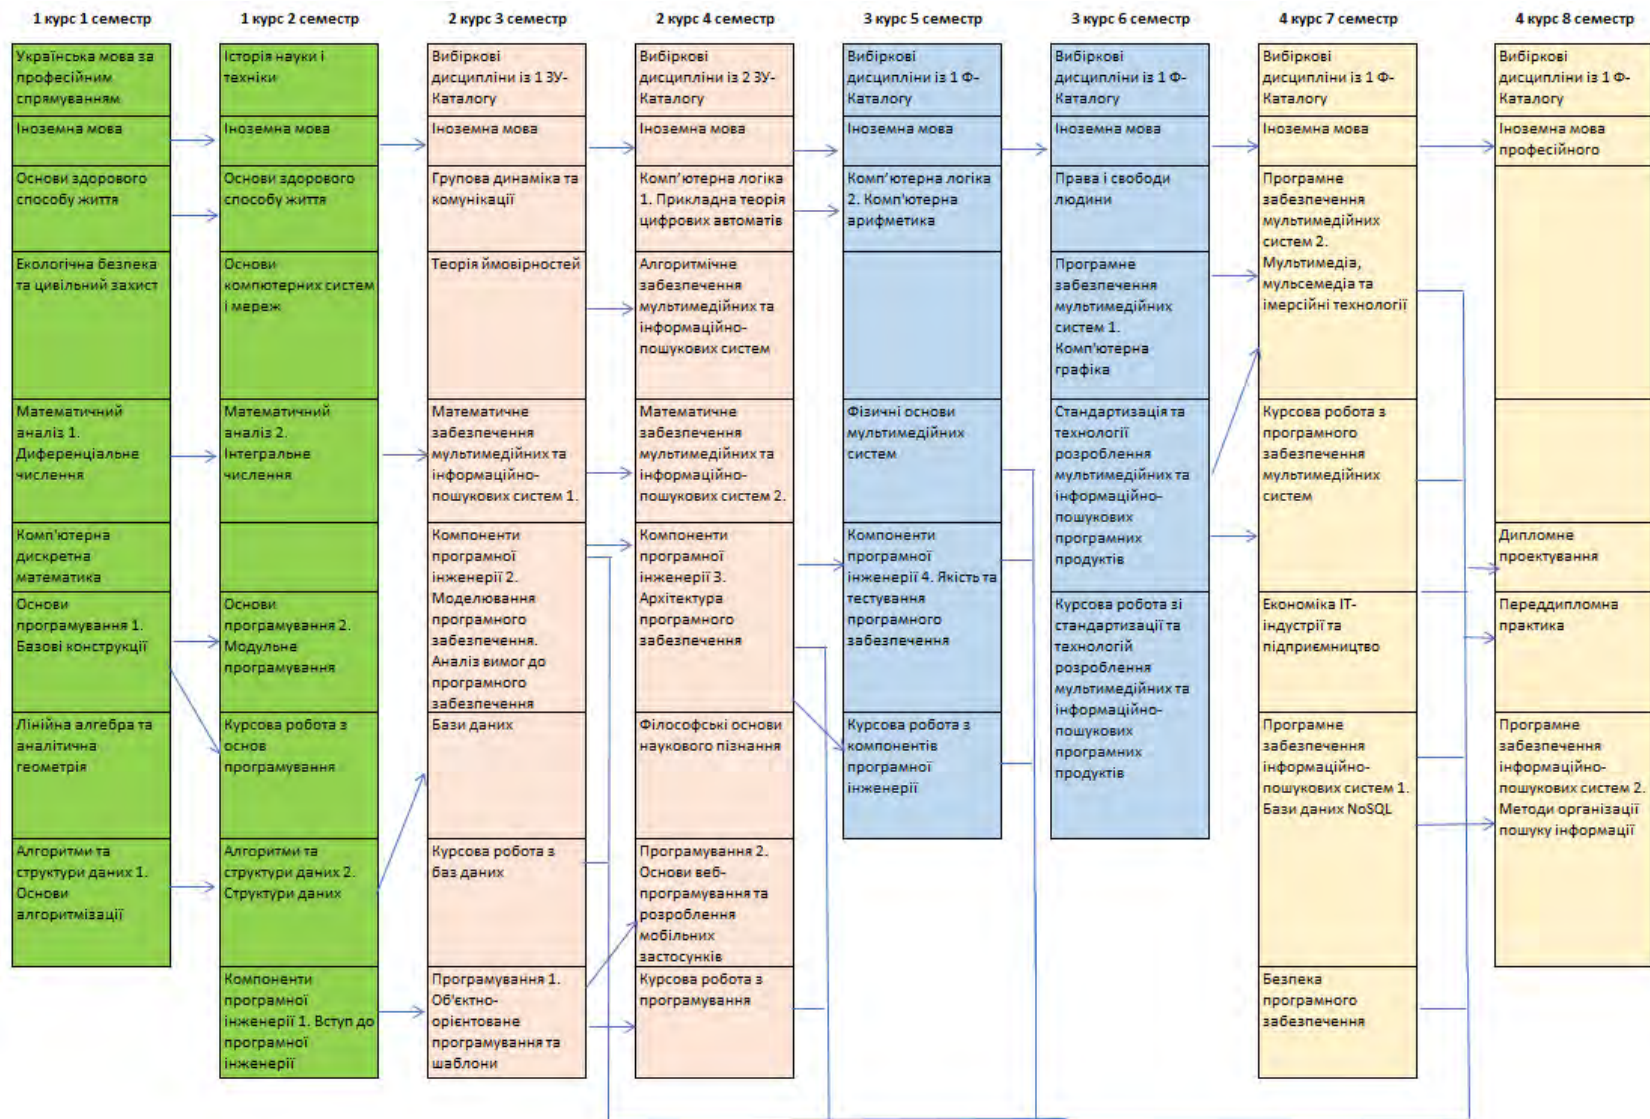 1 курс 1 семестр
Українська мова за
професійним
спрямуванням
Іноземна мова
Основи здорового
способу життя
Екологічна безпека
та цивільний захист
Математичний
аналіз 1.
Диференціальне
числення
Комп'ютерна
дискретна
математика
Основи
програмування 1.
Базові конструкції
Лінійна алгебра та
аналітична
геометрія
Алгоритми та
структури даних 1.
Основи
алгоритмізації
1 курс 2 семестр
Історія науки і
техніки
Іноземна мова
Основи здорового
способу життя
Основи
компютерних систем
і мереж
Математичний
аналіз 2.
Інтегральне
числення
Основи
програмування 2.
Модульне
програмування
Курсова робота з
основ
програмування
Алгоритми та
структури даних 2.
Структури даних
Компоненти
програмної
інженерії 1. Вступ до
програмної
інженерії
2 курс 3 семестр
Вибіркові
дисципліни із 1 ЗУ-
Каталогу
Іноземна мова
Групова динаміка та
комунікації
Теорія ймовірностей
Математичне
забезпечення
мультимедійних та
інформаційно-
пошукових систем 1.
Компоненти
програмної
інженерії 2.
Моделювання
програмного
забезпечення.
Аналіз вимог до
програмного
забезпечення
Бази даних
Курсова робота з
баз даних
Програмування 1.
Об'єктно-
орієнтоване
програмування та
шаблони
2 курс 4 семестр
Вибіркові
дисципліни із 2 ЗУ-
Каталогу
Іноземна мова
Комп'ютерна логіка
1. Прикладна теорія
цифрових автоматів
Алгоритмічне
забезпечення
мультимедійних та
інформаційно-
пошукових систем
Математичне
забезпечення
мультимедійних та
інформаційно-
пошукових систем 2.
Компоненти
програмної
інженерії 3.
Архітектура
програмного
забезпечення
Філософські основи
наукового пізнання
Програмування 2.
Основи веб-
програмування та
розроблення
мобільних
застосунків
Курсова робота з
програмування
3 курс 5 семестр
Вибіркові
дисципліни із 1 Ф-
Каталогу
Іноземна мова
Комп'ютерна логіка
2. Комп'ютерна
арифметика
Фізичні основи
мультимедійних
систем
Компоненти
програмної
інженерії 4. Якість та
тестування
програмного
забезпечення
Курсова робота з
компонентів
програмної
інженерії
3 курс 6 семестр
Вибіркові
дисципліни із 1 Ф-
Каталогу
Іноземна мова
Права і свободи
людини
Програмне
забезпечення
мультимедійних
систем 1.
Комп'ютерна
графіка
Стандартизація та
технології
розроблення
мультимедійних та
інформаційно-
пошукових
програмних
продуктів
Курсова робота зі
стандартизації та
технологій
розроблення
мультимедійних та
інформаційно-
пошукових
програмних
продуктів
4 курс 7 семестр
Вибіркові
дисципліни із 1 Ф-
Каталогу
Іноземна мова
Програмне
забезпечення
мультимедійних
систем 2.
Мультимедіа,
мульсемедіа та
імерсійні технології
Курсова робота з
програмного
забезпечення
мультимедійних
систем
Економіка ІТ-
індустрії та
підприємництво
Програмне
забезпечення
інформаційно-
пошукових систем 1.
Бази даних NoSQL
Безпека
програмного
забезпечення
4 курс 8 семестр
Вибіркові
дисципліни із 1 Ф-
Каталогу
Іноземна мова
професійного
Дипломне
проектування
Переддипломна
практика
Програмне
забезпечення
інформаційно-
пошукових систем 2.
Методи організації
пошуку інформації